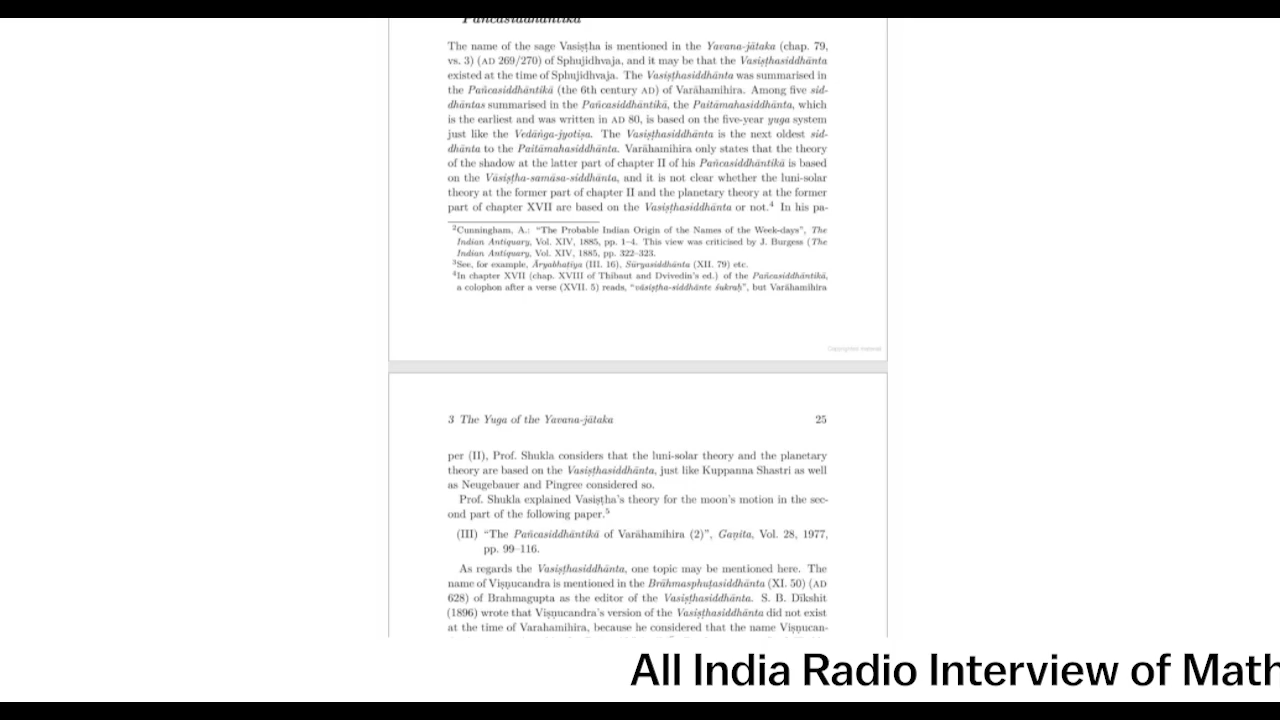 Pañcasiddhāntikā
The name of the sage Vasiṣṭha is mentioned in the Yavana-jātaka (chap. 79,
vs. 3) (AD 269/270) of Sphujidhvaja, and it may be that the Vasiṣṭhasiddhānta
existed at the time of Sphujidhvaja. The Vasiṣṭhasiddhānta was summarised in
the Pañcasiddhāntikā (the 6th century AD) of Varāhamihira. Among five sid-
dhāntas summarised in the Pañcasiddhāntikā, the Paitāmahasiddhānta, which
is the earliest and was written in AD 80, is based on the five-year yuga system
just like the Vedāṅga-jyotiṣa. The Vasiṣṭhasiddhānta is the next oldest sid-
dhānta to the Paitāmahasiddhānta. Varāhamihira only states that the theory
of the shadow at the latter part of chapter II of his Pañcasiddhāntikā is based
on the Vāsiṣṭha-samāsa-siddhānta, and it is not clear whether the luni-solar
theory at the former part of chapter II and the planetary theory at the former
part of chapter XVII are based on the Vasiṣṭhasiddhānta or not.⁴ In his pa-
²Cunningham, A.: “The Probable Indian Origin of the Names of the Week-days”, The
Indian Antiquary, Vol. XIV, 1885, pp. 1–4. This view was criticised by J. Burgess (The
Indian Antiquary, Vol. XIV, 1885, pp. 322–323.
³See, for example, Āryabhaṭīya (III. 16), Sūryasiddhānta (XII. 79) etc.
⁴In chapter XVII (chap. XVIII of Thibaut and Dvivedin's ed.) of the Pañcasiddhāntikā,
a colophon after a verse (XVII. 5) reads, “vāsiṣṭha-siddhānte śukraḥ”, but Varāhamihira
Copyrighted material
3 The Yuga of the Yavana-jātaka 25
per (II), Prof. Shukla considers that the luni-solar theory and the planetary
theory are based on the Vasiṣṭhasiddhānta, just like Kuppanna Shastri as well
as Neugebauer and Pingree considered so.
Prof. Shukla explained Vasiṣṭha's theory for the moon's motion in the sec-
ond part of the following paper.⁵
(III) “The Pañcasiddhāntikā of Varāhamihira (2)”, Gaṇita, Vol. 28, 1977,
pp. 99–116.
As regards the Vasiṣṭhasiddhānta, one topic may be mentioned here. The
name of Viṣṇucandra is mentioned in the Brāhmasphuṭasiddhānta (XI. 50) (AD
628) of Brahmagupta as the editor of the Vasiṣṭhasiddhānta. S. B. Dikshit
(1896) wrote that Viṣṇucandra's version of the Vasiṣṭhasiddhānta did not exist
at the time of Varahamihira, because he considered that the name Viṣṇucan-
All India Radio Interview of Math